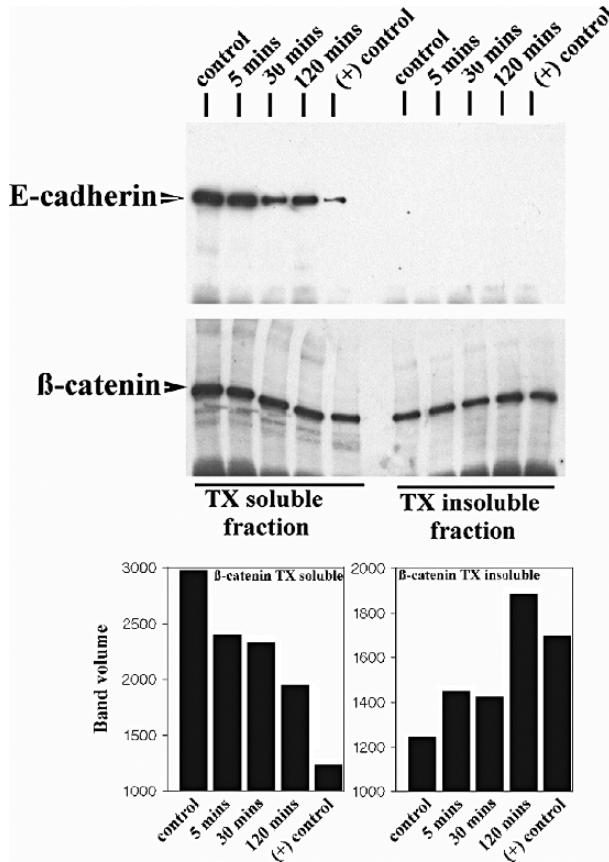 control
5 mins
30 mins
120 mins
(+) control
control
5 mins
30 mins
120 mins
(+) control
E-cadherin
ß-catenin
TX soluble
fraction
TX insoluble
fraction
ß-catenin TX soluble
3000
2500
2000
1500
1000
Band volume
control
5 mins
30 mins
120 mins
(+) control
ß-catenin TX insoluble
2000
1800
1600
1400
1200
1000
control
5 mins
30 mins
120 mins
(+) control